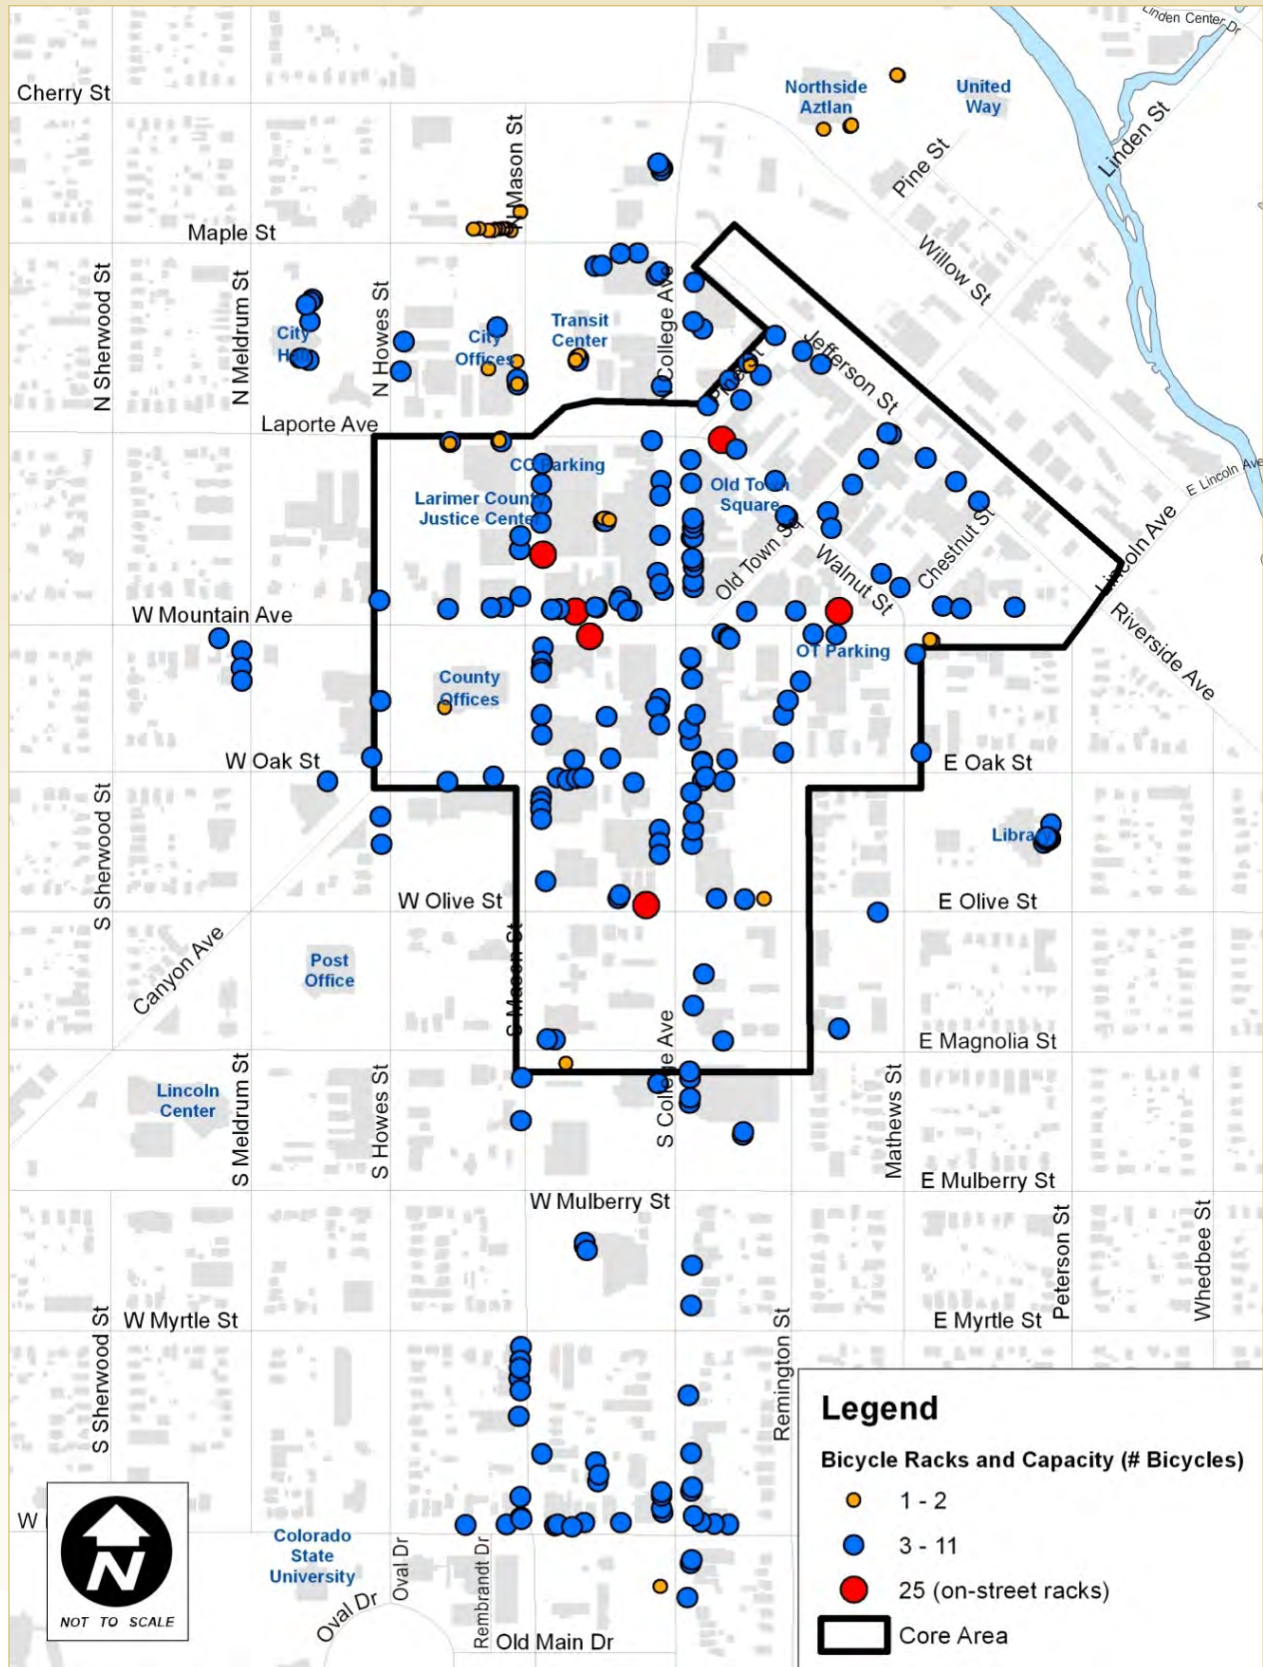 Linden Center Dr
Cherry St
Northside
Aztlan
United
Way
N Mason St
Pine St
Linden St
Maple St
Willow St
N Sherwood St
N Meldrum St
N Howes St
N College Ave
City
Hall
City
Offices
Transit
Center
Jefferson St
Pine St
Laporte Ave
CC Parking
Larimer County
Justice Center
Old Town
Square
E Lincoln Ave
Old Town Sq
Walnut St
Chestnut St
Lincoln Ave
W Mountain Ave
Riverside Ave
OT Parking
County
Offices
W Oak St
E Oak St
S Sherwood St
Library
W Olive St
E Olive St
Canyon Ave
Post
Office
S Mason St
S College Ave
E Magnolia St
Lincoln
Center
S Meldrum St
S Howes St
Mathews St
E Mulberry St
W Mulberry St
Peterson St
Whedbee St
W Myrtle St
E Myrtle St
S Sherwood St
Remington St
Legend
Bicycle Racks and Capacity (# Bicycles)
1 - 2
3 - 11
25 (on-street racks)
Core Area
W
N
NOT TO SCALE
Colorado
State
University
Oval Dr
Oval Dr
Rembrandt Dr
Old Main Dr